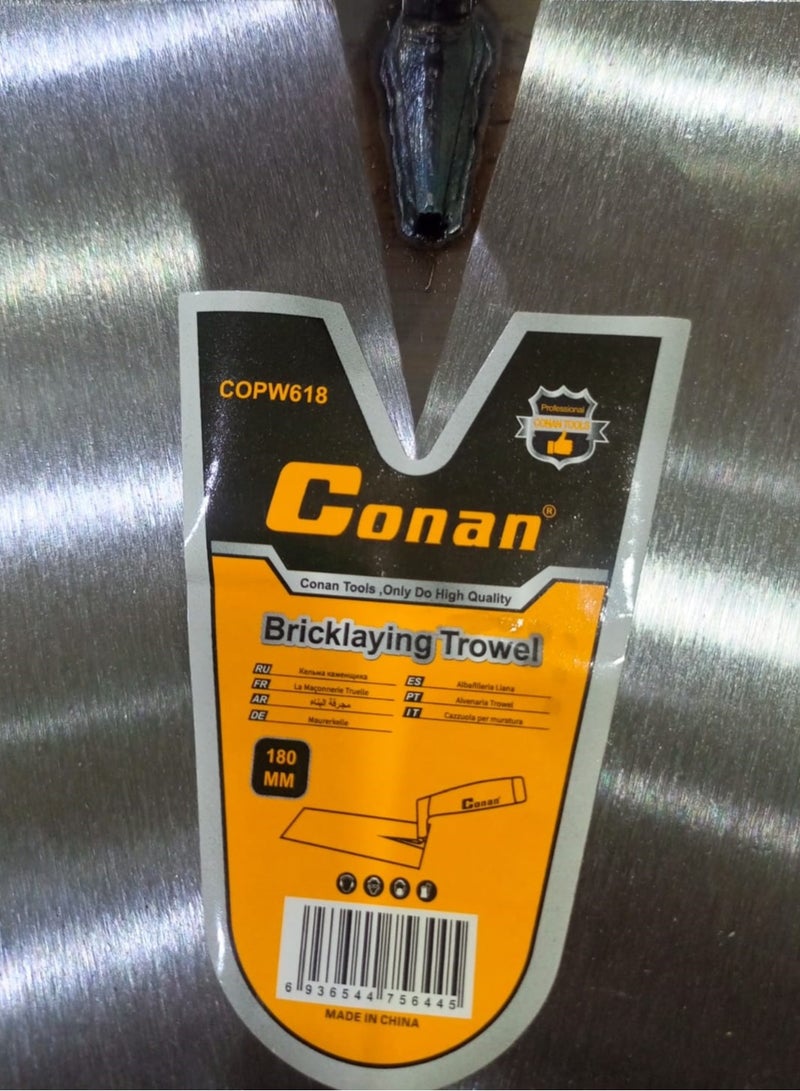 COPW618
Professional
CONAN TOOLS
Conan®
Conan Tools ,Only Do High Quality
Bricklaying Trowel
RU Кельма каменщика
FR La Maçonnerie Truelle
AR مجرفة البناء
DE Maurerkelle
ES Albañilería Llana
PT Alvenaria Trowel
IT Cazzuola per muratura
180
MM
Conan
6 936544 756445
MADE IN CHINA